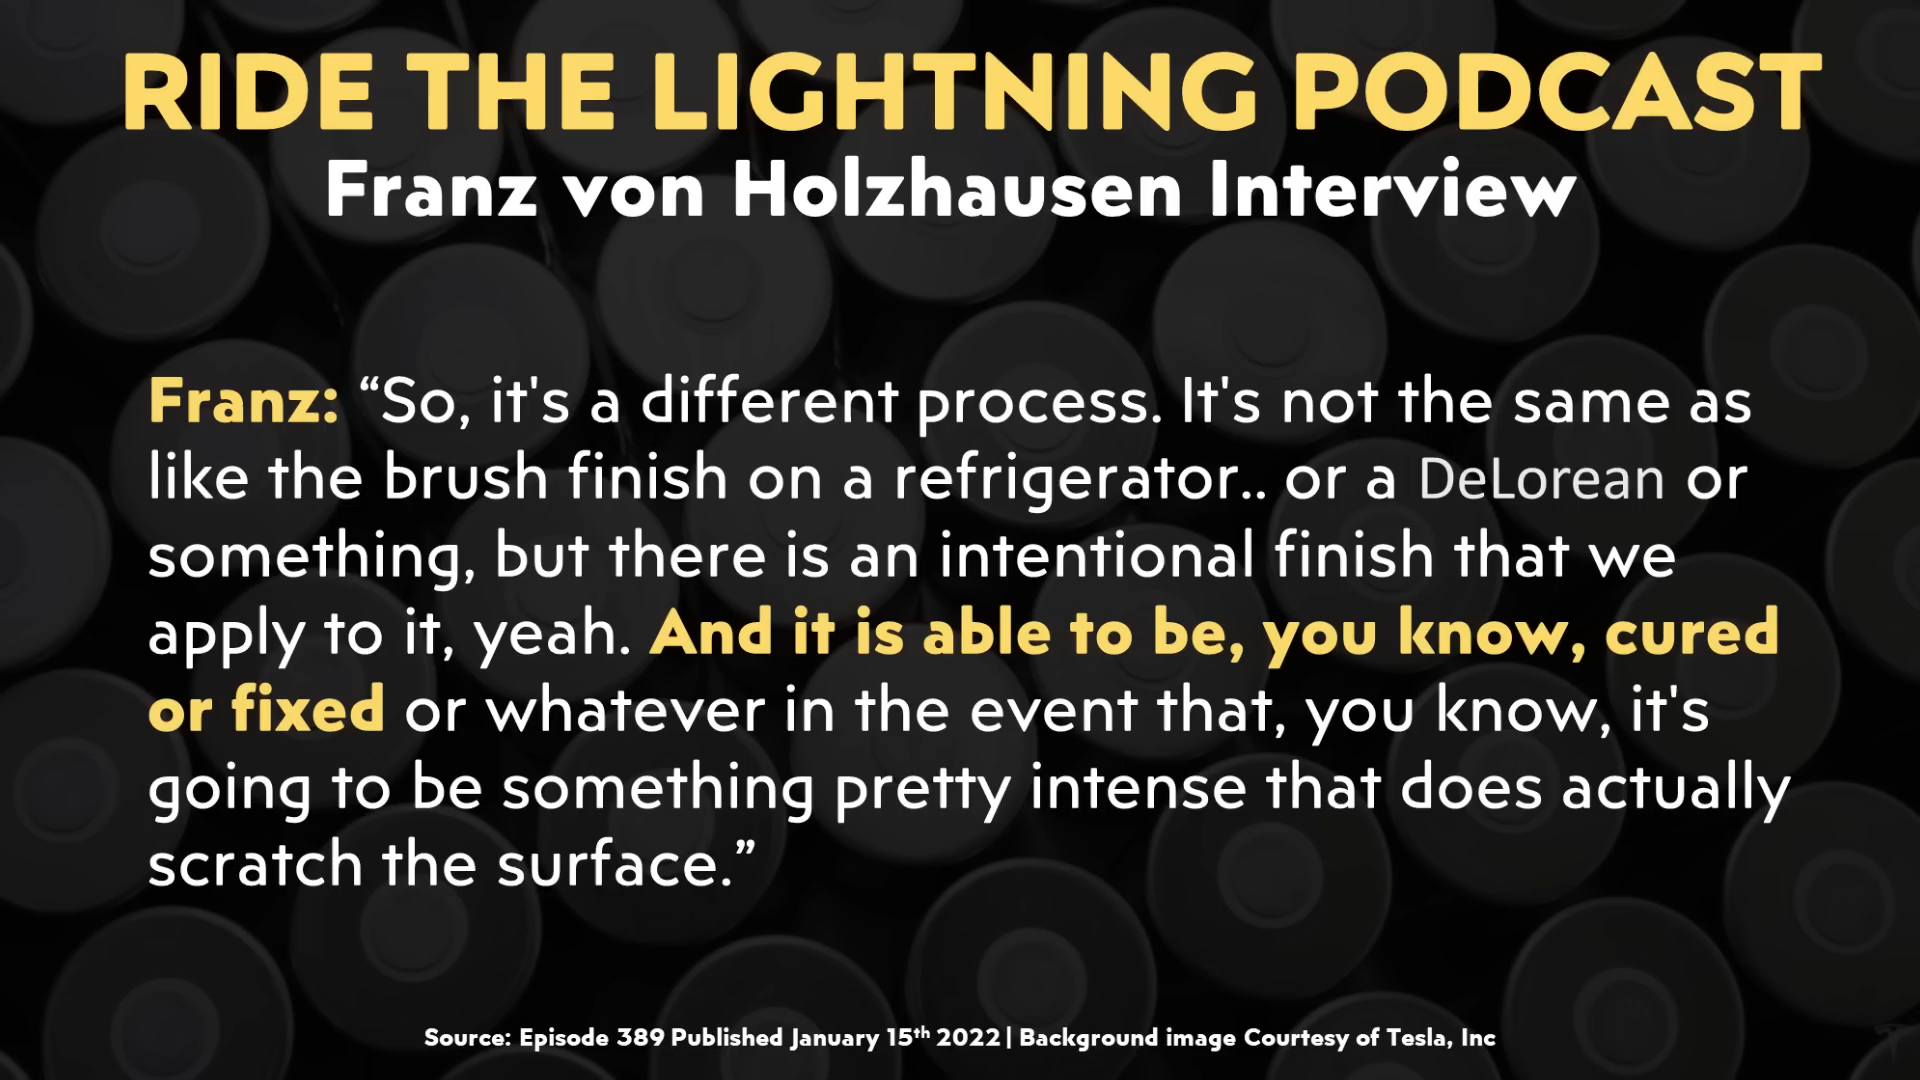 RIDE THE LIGHTNING PODCAST
Franz von Holzhausen Interview
Franz: “So, it's a different process. It's not the same as
like the brush finish on a refrigerator.. or a DeLorean or
something, but there is an intentional finish that we
apply to it, yeah. And it is able to be, you know, cured
or fixed or whatever in the event that, you know, it's
going to be something pretty intense that does actually
scratch the surface.”
Source: Episode 389 Published January 15th 2022| Background image Courtesy of Tesla, Inc